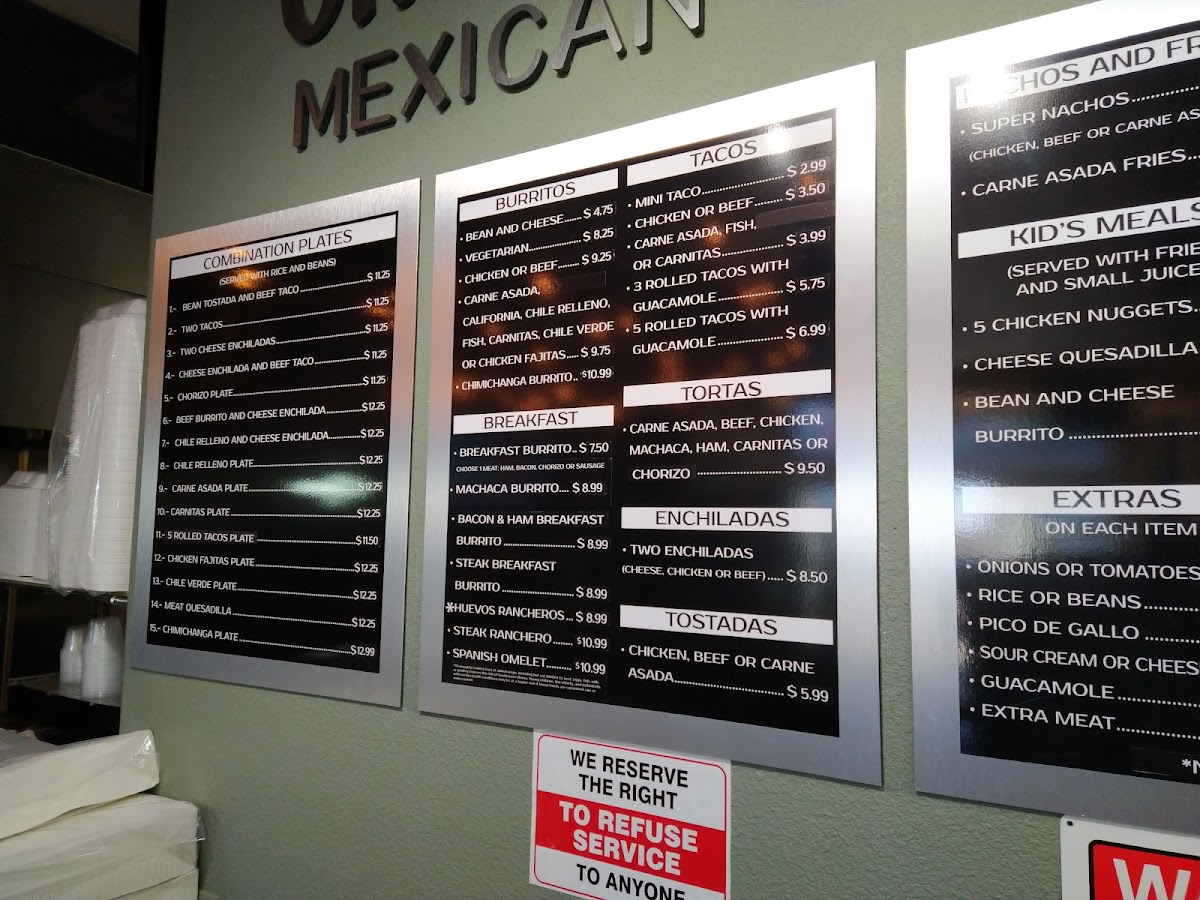 MEXICAN
COMBINATION PLATES
(SERVED WITH RICE AND BEANS)
1.- BEAN TOSTADA AND BEEF TACO $11.25
2.- TWO TACOS $11.25
3.- TWO CHEESE ENCHILADAS $11.25
4.- CHEESE ENCHILADA AND BEEF TACO $11.25
5.- CHORIZO PLATE $11.25
6.- BEEF BURRITO AND CHEESE ENCHILADA $12.25
7.- CHILE RELLENO AND CHEESE ENCHILADA $12.25
8.- CHILE RELLENO PLATE $12.25
9.- CARNE ASADA PLATE $12.25
10.- CARNITAS PLATE $12.25
11.- 5 ROLLED TACOS PLATE $11.50
12.- CHICKEN FAJITAS PLATE $12.25
13.- CHILE VERDE PLATE $12.25
14.- MEAT QUESADILLA $12.25
15.- CHIMICHANGA PLATE $12.99
BURRITOS
• BEAN AND CHEESE....... $ 4.75
• VEGETARIAN............ $ 8.25
• CHICKEN OR BEEF........ $ 9.25
• CARNE ASADA,
CALIFORNIA, CHILE RELLENO,
FISH, CARNITAS, CHILE VERDE
OR CHICKEN FAJITAS.... $ 9.75
• CHIMICHANGA BURRITO.. $10.99
BREAKFAST
• BREAKFAST BURRITO.. $ 7.50
CHOOSE 1 MEAT: HAM, BACON, CHORIZO OR SAUSAGE
• MACHACA BURRITO.... $ 8.99
• BACON & HAM BREAKFAST
BURRITO .................. $ 8.99
• STEAK BREAKFAST
BURRITO .................. $ 8.99
*HUEVOS RANCHEROS... $ 8.99
• STEAK RANCHERO ....... $10.99
• SPANISH OMELET........ $10.99
TACOS
• MINI TACO.................. $ 2.99
• CHICKEN OR BEEF........ $ 3.50
• CARNE ASADA, FISH,
OR CARNITAS............. $ 3.99
• 3 ROLLED TACOS WITH
GUACAMOLE.............. $ 5.75
• 5 ROLLED TACOS WITH
GUACAMOLE.............. $ 6.99
TORTAS
• CARNE ASADA, BEEF, CHICKEN,
MACHACA, HAM, CARNITAS OR
CHORIZO .................. $ 9.50
ENCHILADAS
• TWO ENCHILADAS
(CHEESE, CHICKEN OR BEEF)..... $ 8.50
TOSTADAS
• CHICKEN, BEEF OR CARNE
ASADA........................ $ 5.99
NACHOS AND FR
• SUPER NACHOS..............
(CHICKEN, BEEF OR CARNE AS
• CARNE ASADA FRIES...
KID'S MEALS
(SERVED WITH FRIE
AND SMALL JUICE
• 5 CHICKEN NUGGETS.
• CHEESE QUESADILLA
• BEAN AND CHEESE
BURRITO ....................
EXTRAS
ON EACH ITEM
• ONIONS OR TOMATOES
• RICE OR BEANS.........
• PICO DE GALLO ........
• SOUR CREAM OR CHEES
• GUACAMOLE............
• EXTRA MEAT............
WE RESERVE
THE RIGHT
TO REFUSE
SERVICE
TO ANYONE